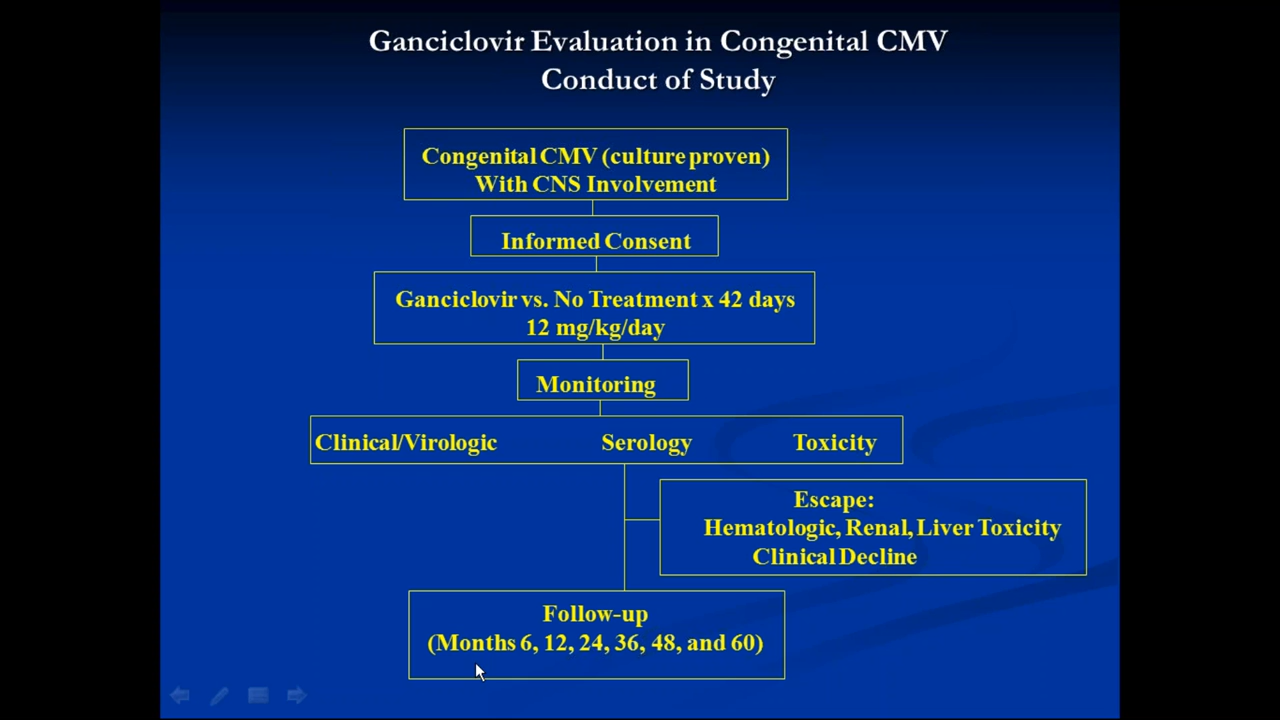 Ganciclovir Evaluation in Congenital CMV
Conduct of Study
Congenital CMV (culture proven)
With CNS Involvement
Informed Consent
Ganciclovir vs. No Treatment x 42 days
12 mg/kg/day
Monitoring
Clinical/Virologic Serology Toxicity
Escape:
Hematologic, Renal, Liver Toxicity
Clinical Decline
Follow-up
(Months 6, 12, 24, 36, 48, and 60)